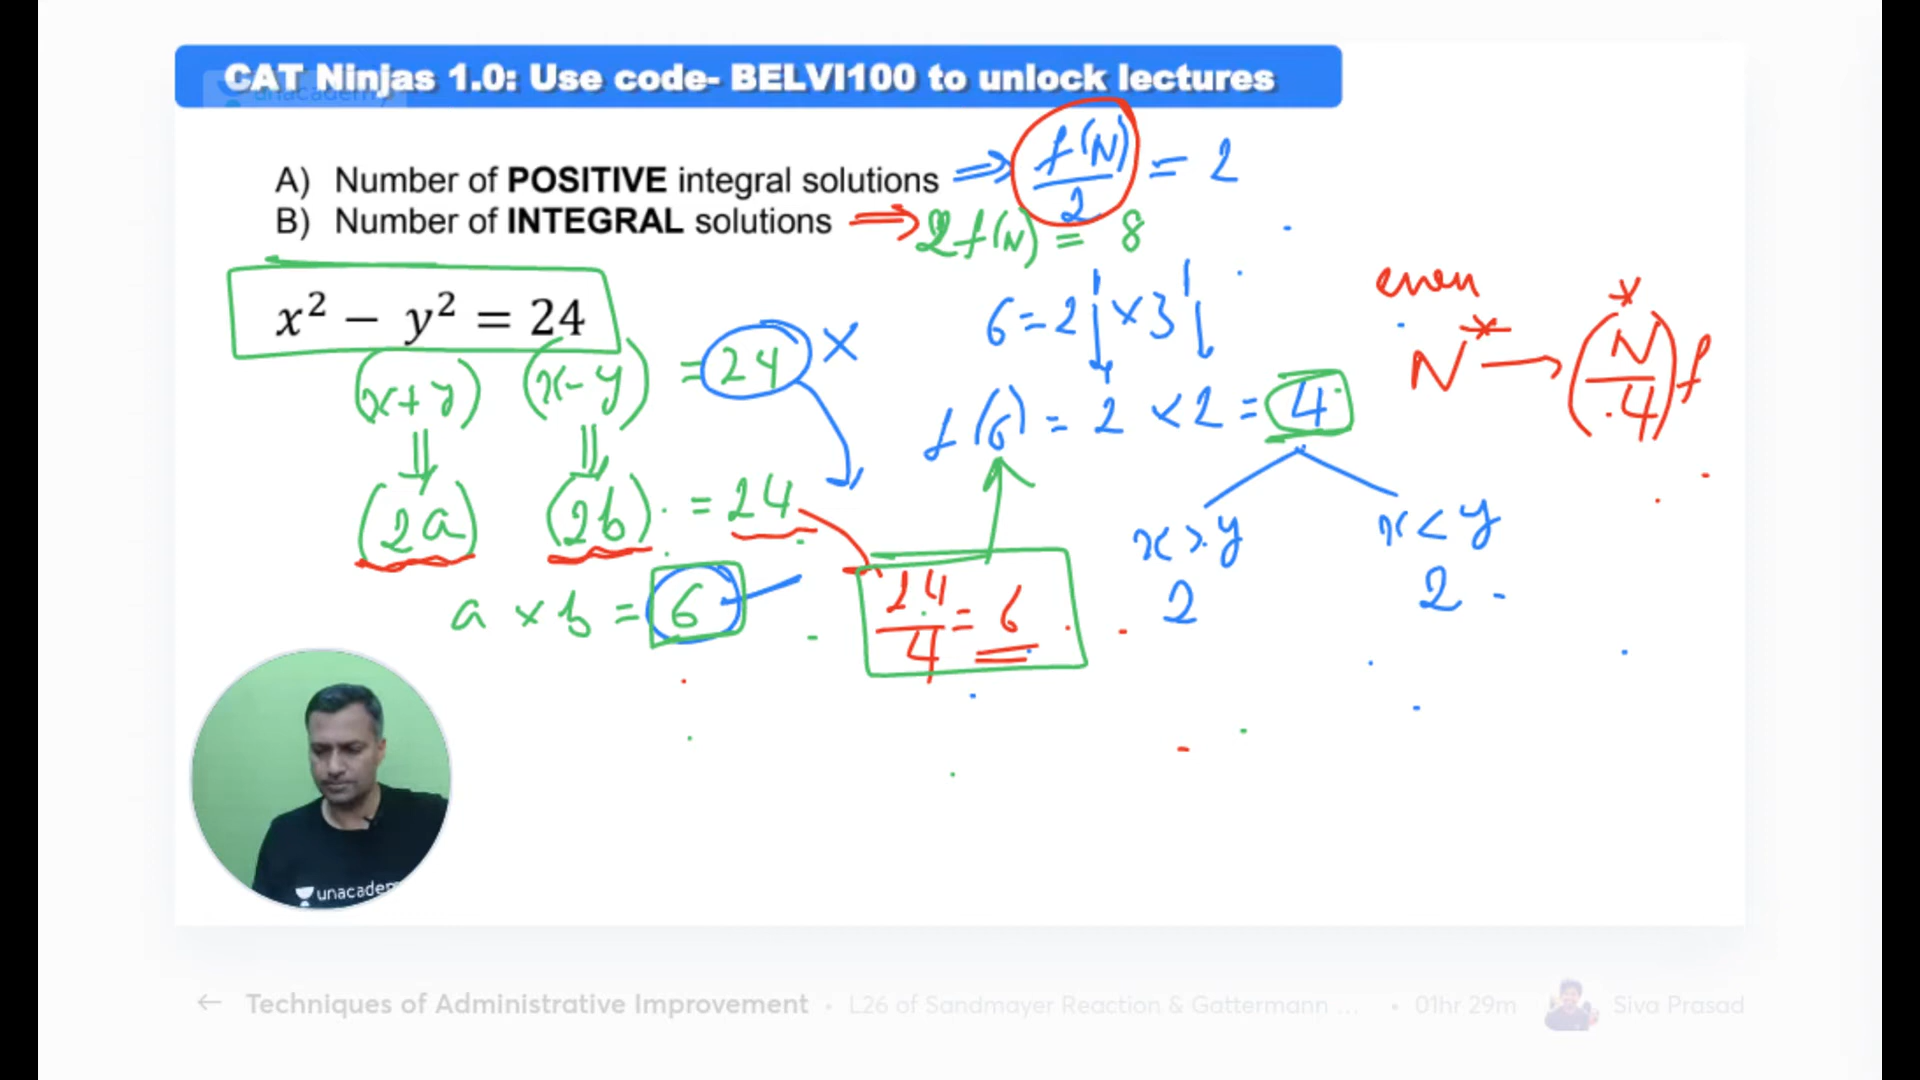 CAT Ninjas 1.0: Use code- BELVI100 to unlock lectures
unacademy
A) Number of POSITIVE integral solutions ⇒ f(N)/2 = 2
B) Number of INTEGRAL solutions ⇒ 2f(N) = 8
x² − y² = 24
(x+y) (x-y) = 24 ×
6 = 2¹ × 3¹
even
N* → (N/4)* f
f(6) = 2 × 2 = 4
(2a) (2b) = 24
x > y
x < y
2
2
a × b = 6
24/4 = 6
unacademy
← Techniques of Administrative Improvement • L26 of Sandmayer Reaction & Gattermann ... • 01hr 29m Siva Prasad